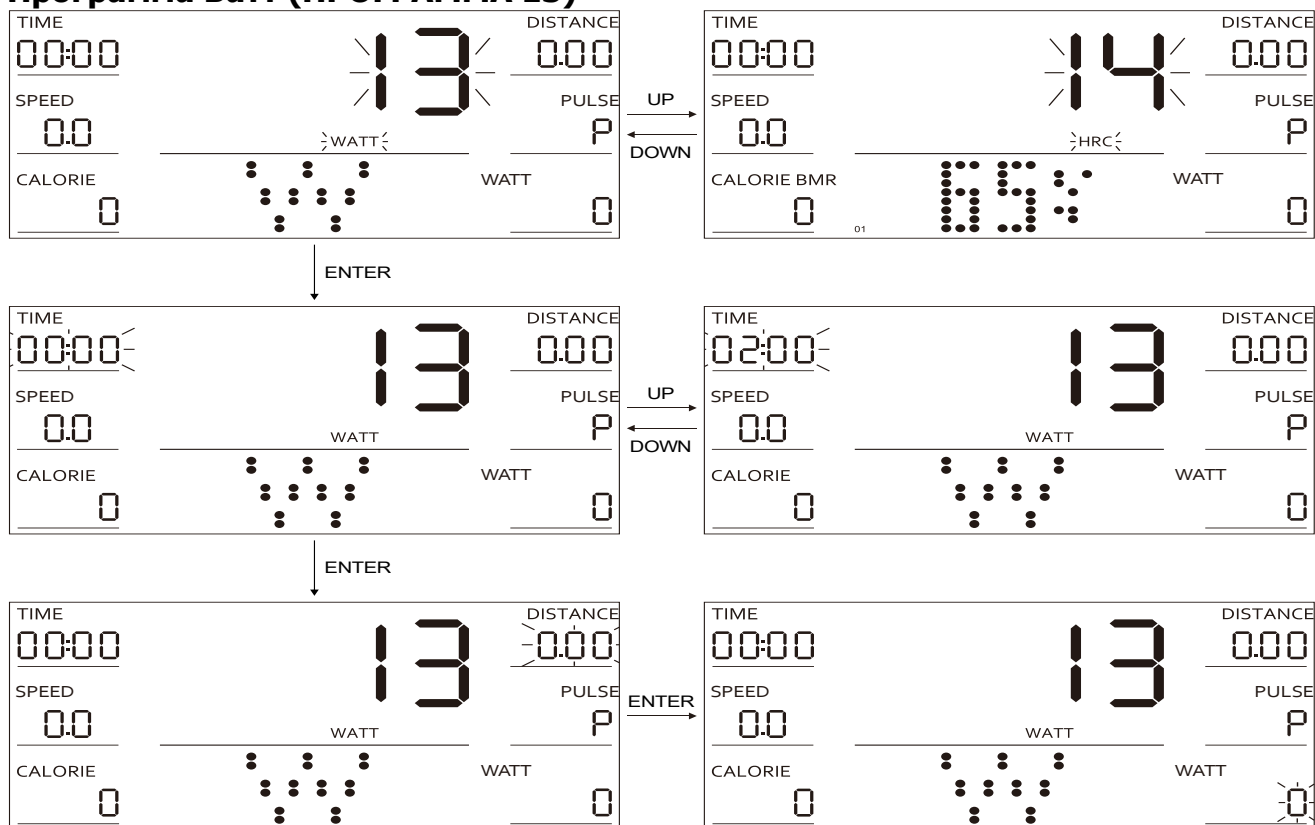 Программа Ватт (ПРОГРАММА 13)
TIME
00:00
SPEED
0.0
CALORIE
0
13
WATT
W
DISTANCE
0.00
PULSE
P
WATT
0
UP
DOWN
TIME
00:00
SPEED
0.0
CALORIE BMR
0
01
14
HRC
65%
DISTANCE
0.00
PULSE
P
WATT
0
ENTER
TIME
00:00
SPEED
0.0
CALORIE
0
13
WATT
W
DISTANCE
0.00
PULSE
P
WATT
0
UP
DOWN
TIME
02:00
SPEED
0.0
CALORIE
0
13
WATT
W
DISTANCE
0.00
PULSE
P
WATT
0
ENTER
TIME
00:00
SPEED
0.0
CALORIE
0
13
WATT
W
DISTANCE
0.00
PULSE
P
WATT
0
ENTER
TIME
00:00
SPEED
0.0
CALORIE
0
13
WATT
W
DISTANCE
0.00
PULSE
P
WATT
0